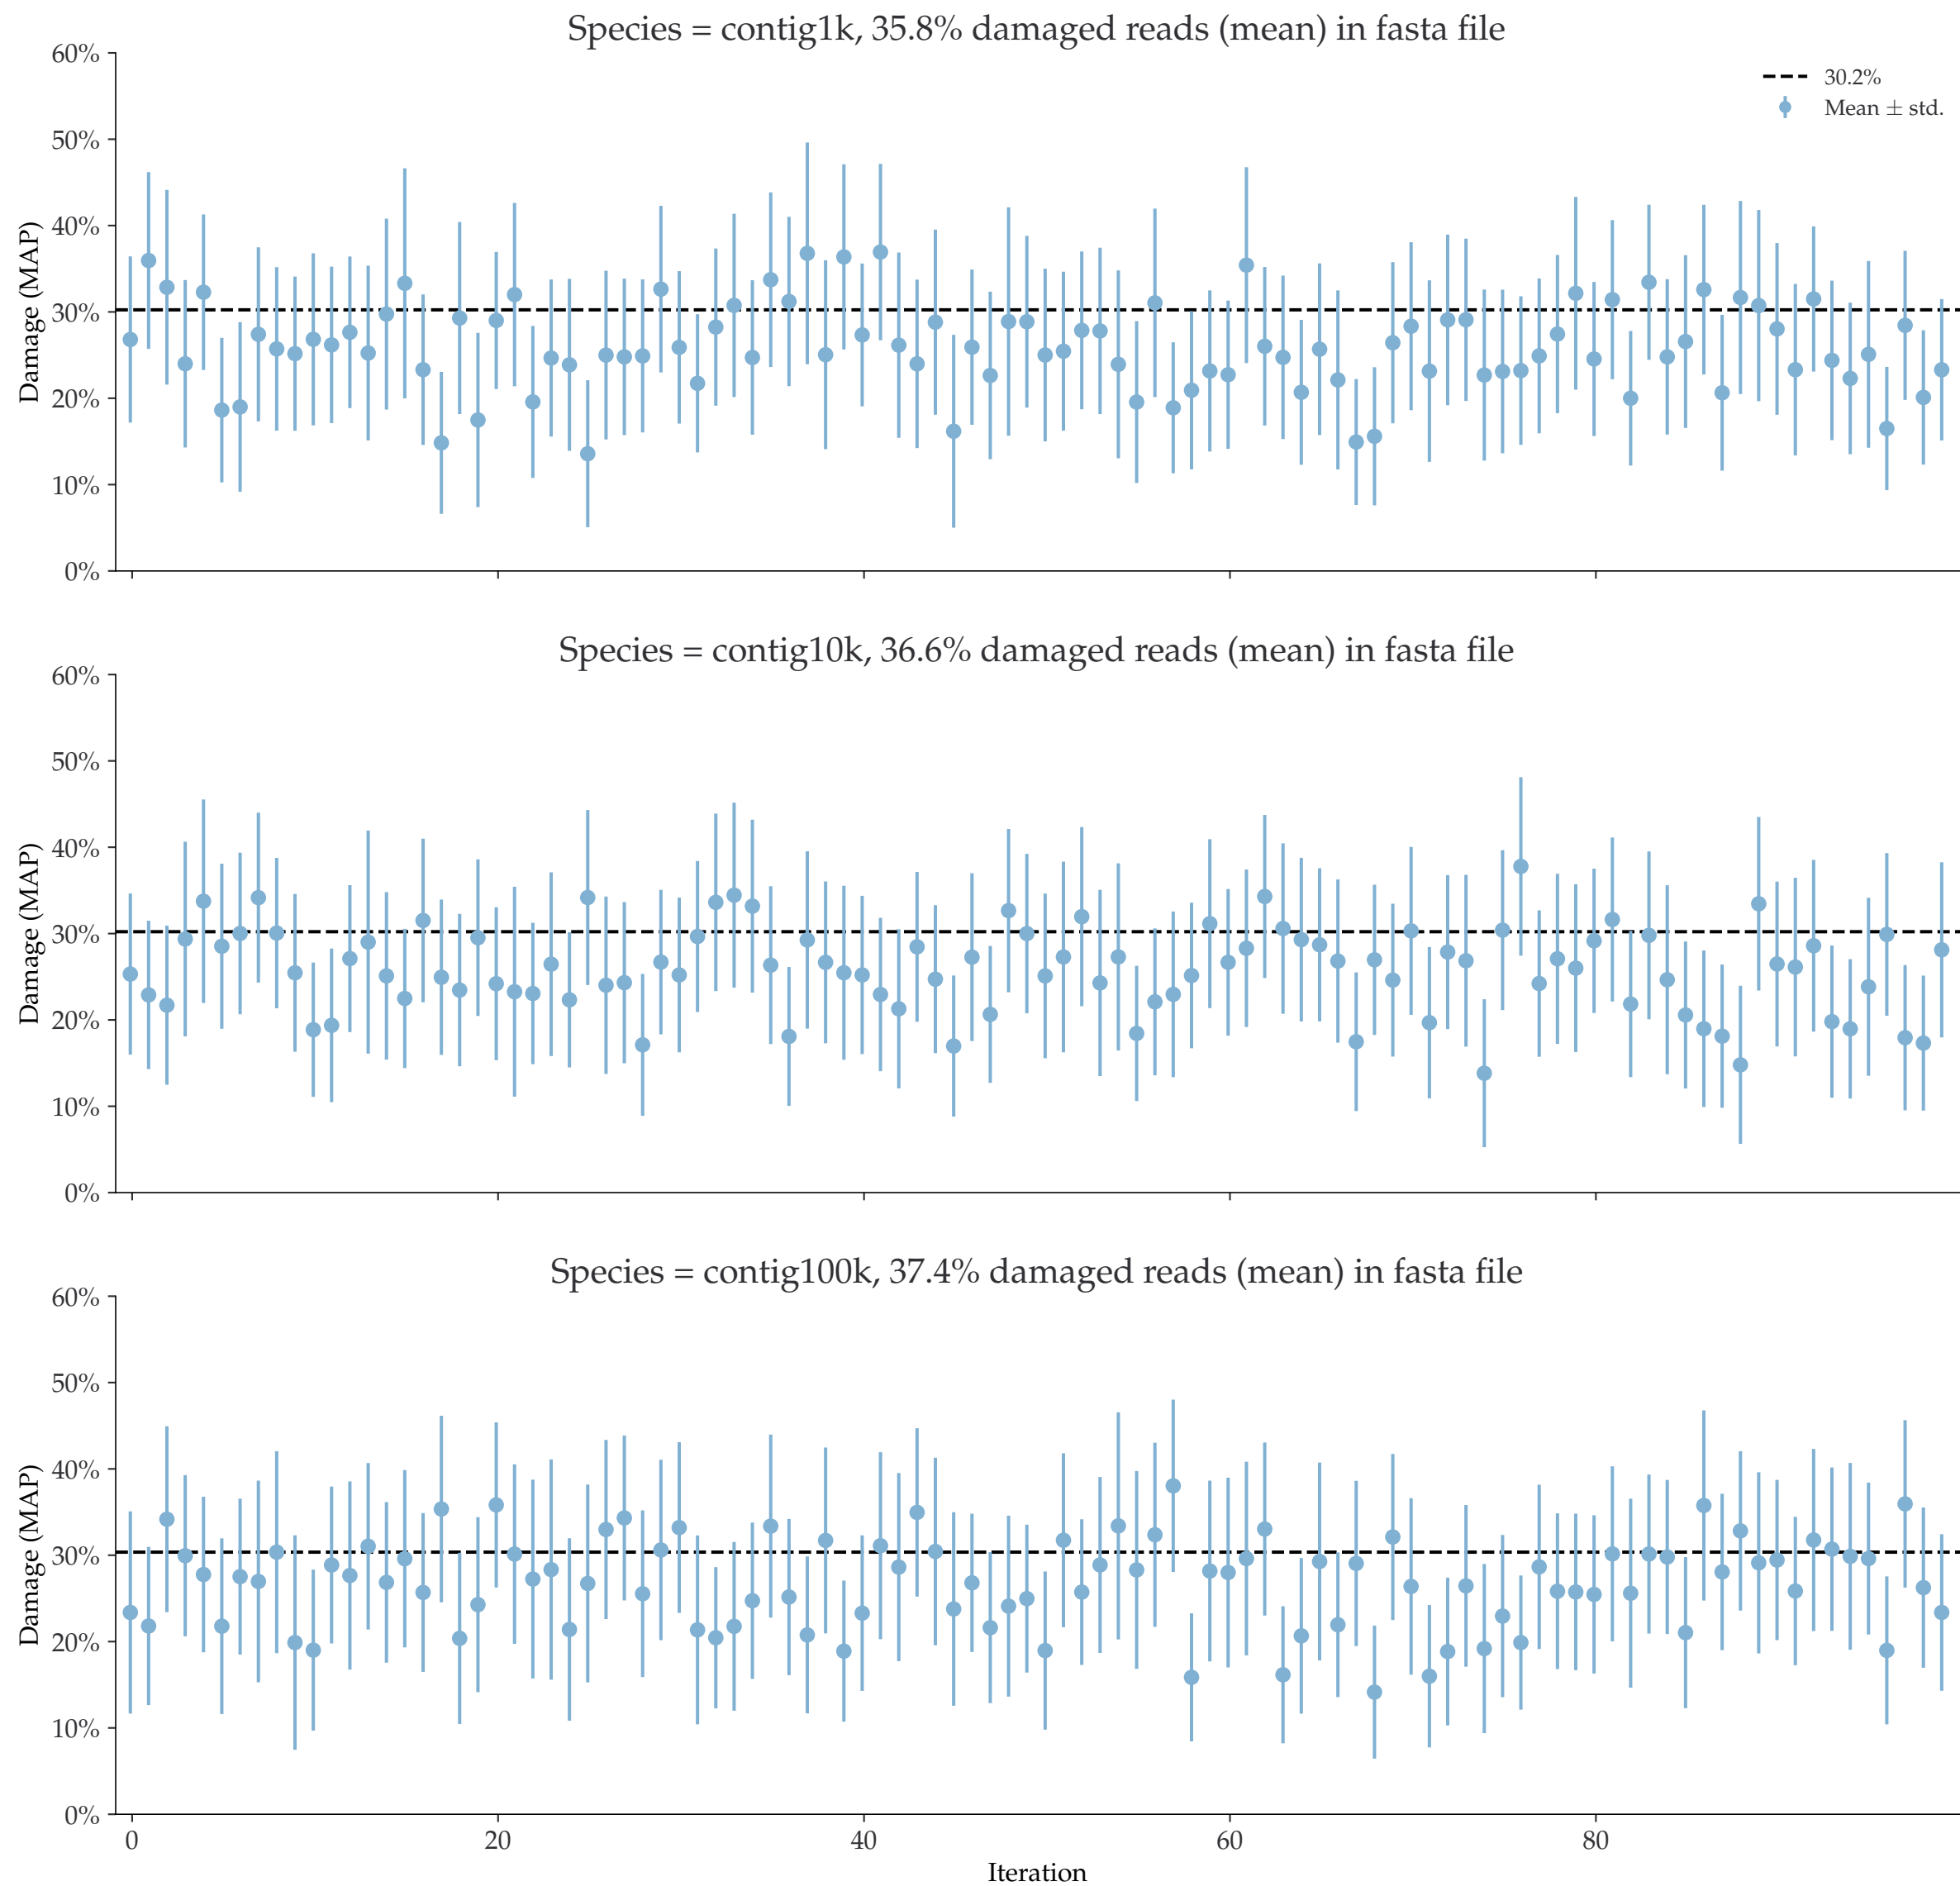 Species = contig1k, 35.8% damaged reads (mean) in fasta file
60%
50%
40%
30%
20%
10%
0%
Damage (MAP)
30.2%
Mean ± std.
Species = contig10k, 36.6% damaged reads (mean) in fasta file
60%
50%
40%
30%
20%
10%
0%
Damage (MAP)
Species = contig100k, 37.4% damaged reads (mean) in fasta file
60%
50%
40%
30%
20%
10%
0%
Damage (MAP)
0 20 40 60 80
Iteration